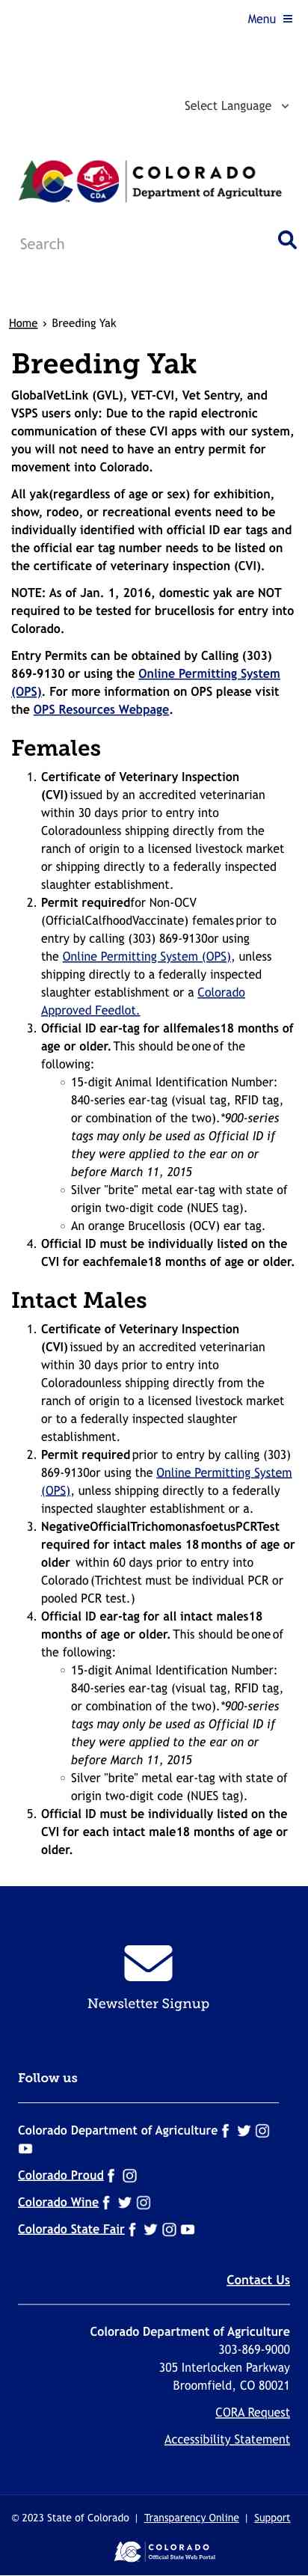 Menu ≡
Select Language
COLORADO
Department of Agriculture
CDA
Search
Home › Breeding Yak
Breeding Yak
GlobalVetLink (GVL), VET-CVI, Vet Sentry, and
VSPS users only: Due to the rapid electronic
communication of these CVI apps with our system,
you will not need to have an entry permit for
movement into Colorado.
All yak(regardless of age or sex) for exhibition,
show, rodeo, or recreational events need to be
individually identified with official ID ear tags and
the official ear tag number needs to be listed on
the certificate of veterinary inspection (CVI).
NOTE: As of Jan. 1, 2016, domestic yak are NOT
required to be tested for brucellosis for entry into
Colorado.
Entry Permits can be obtained by Calling (303)
869-9130 or using the Online Permitting System
(OPS). For more information on OPS please visit
the OPS Resources Webpage.
Females
1. Certificate of Veterinary Inspection
(CVI) issued by an accredited veterinarian
within 30 days prior to entry into
Coloradounless shipping directly from the
ranch of origin to a licensed livestock market
or shipping directly to a federally inspected
slaughter establishment.
2. Permit requiredfor Non-OCV
(OfficialCalfhoodVaccinate) females prior to
entry by calling (303) 869-9130or using
the Online Permitting System (OPS), unless
shipping directly to a federally inspected
slaughter establishment or a Colorado
Approved Feedlot.
3. Official ID ear-tag for allfemales18 months of
age or older. This should be one of the
following:
○ 15-digit Animal Identification Number:
840-series ear-tag (visual tag, RFID tag,
or combination of the two). *900-series
tags may only be used as Official ID if
they were applied to the ear on or
before March 11, 2015
○ Silver "brite" metal ear-tag with state of
origin two-digit code (NUES tag).
○ An orange Brucellosis (OCV) ear tag.
4. Official ID must be individually listed on the
CVI for eachfemale18 months of age or older.
Intact Males
1. Certificate of Veterinary Inspection
(CVI) issued by an accredited veterinarian
within 30 days prior to entry into
Coloradounless shipping directly from the
ranch of origin to a licensed livestock market
or to a federally inspected slaughter
establishment.
2. Permit required prior to entry by calling (303)
869-9130or using the Online Permitting System
(OPS), unless shipping directly to a federally
inspected slaughter establishment or a.
3. NegativeOfficialTrichomonasfoetusPCRTest
required for intact males 18 months of age or
older within 60 days prior to entry into
Colorado (Trichtest must be individual PCR or
pooled PCR test.)
4. Official ID ear-tag for all intact males18
months of age or older. This should be one of
the following:
○ 15-digit Animal Identification Number:
840-series ear-tag (visual tag, RFID tag,
or combination of the two). *900-series
tags may only be used as Official ID if
they were applied to the ear on or
before March 11, 2015
○ Silver "brite" metal ear-tag with state of
origin two-digit code (NUES tag).
5. Official ID must be individually listed on the
CVI for each intact male18 months of age or
older.
Newsletter Signup
Follow us
Colorado Department of Agriculture
Colorado Proud
Colorado Wine
Colorado State Fair
Contact Us
Colorado Department of Agriculture
303-869-9000
305 Interlocken Parkway
Broomfield, CO 80021
CORA Request
Accessibility Statement
© 2023 State of Colorado | Transparency Online | Support
COLORADO
Official State Web Portal